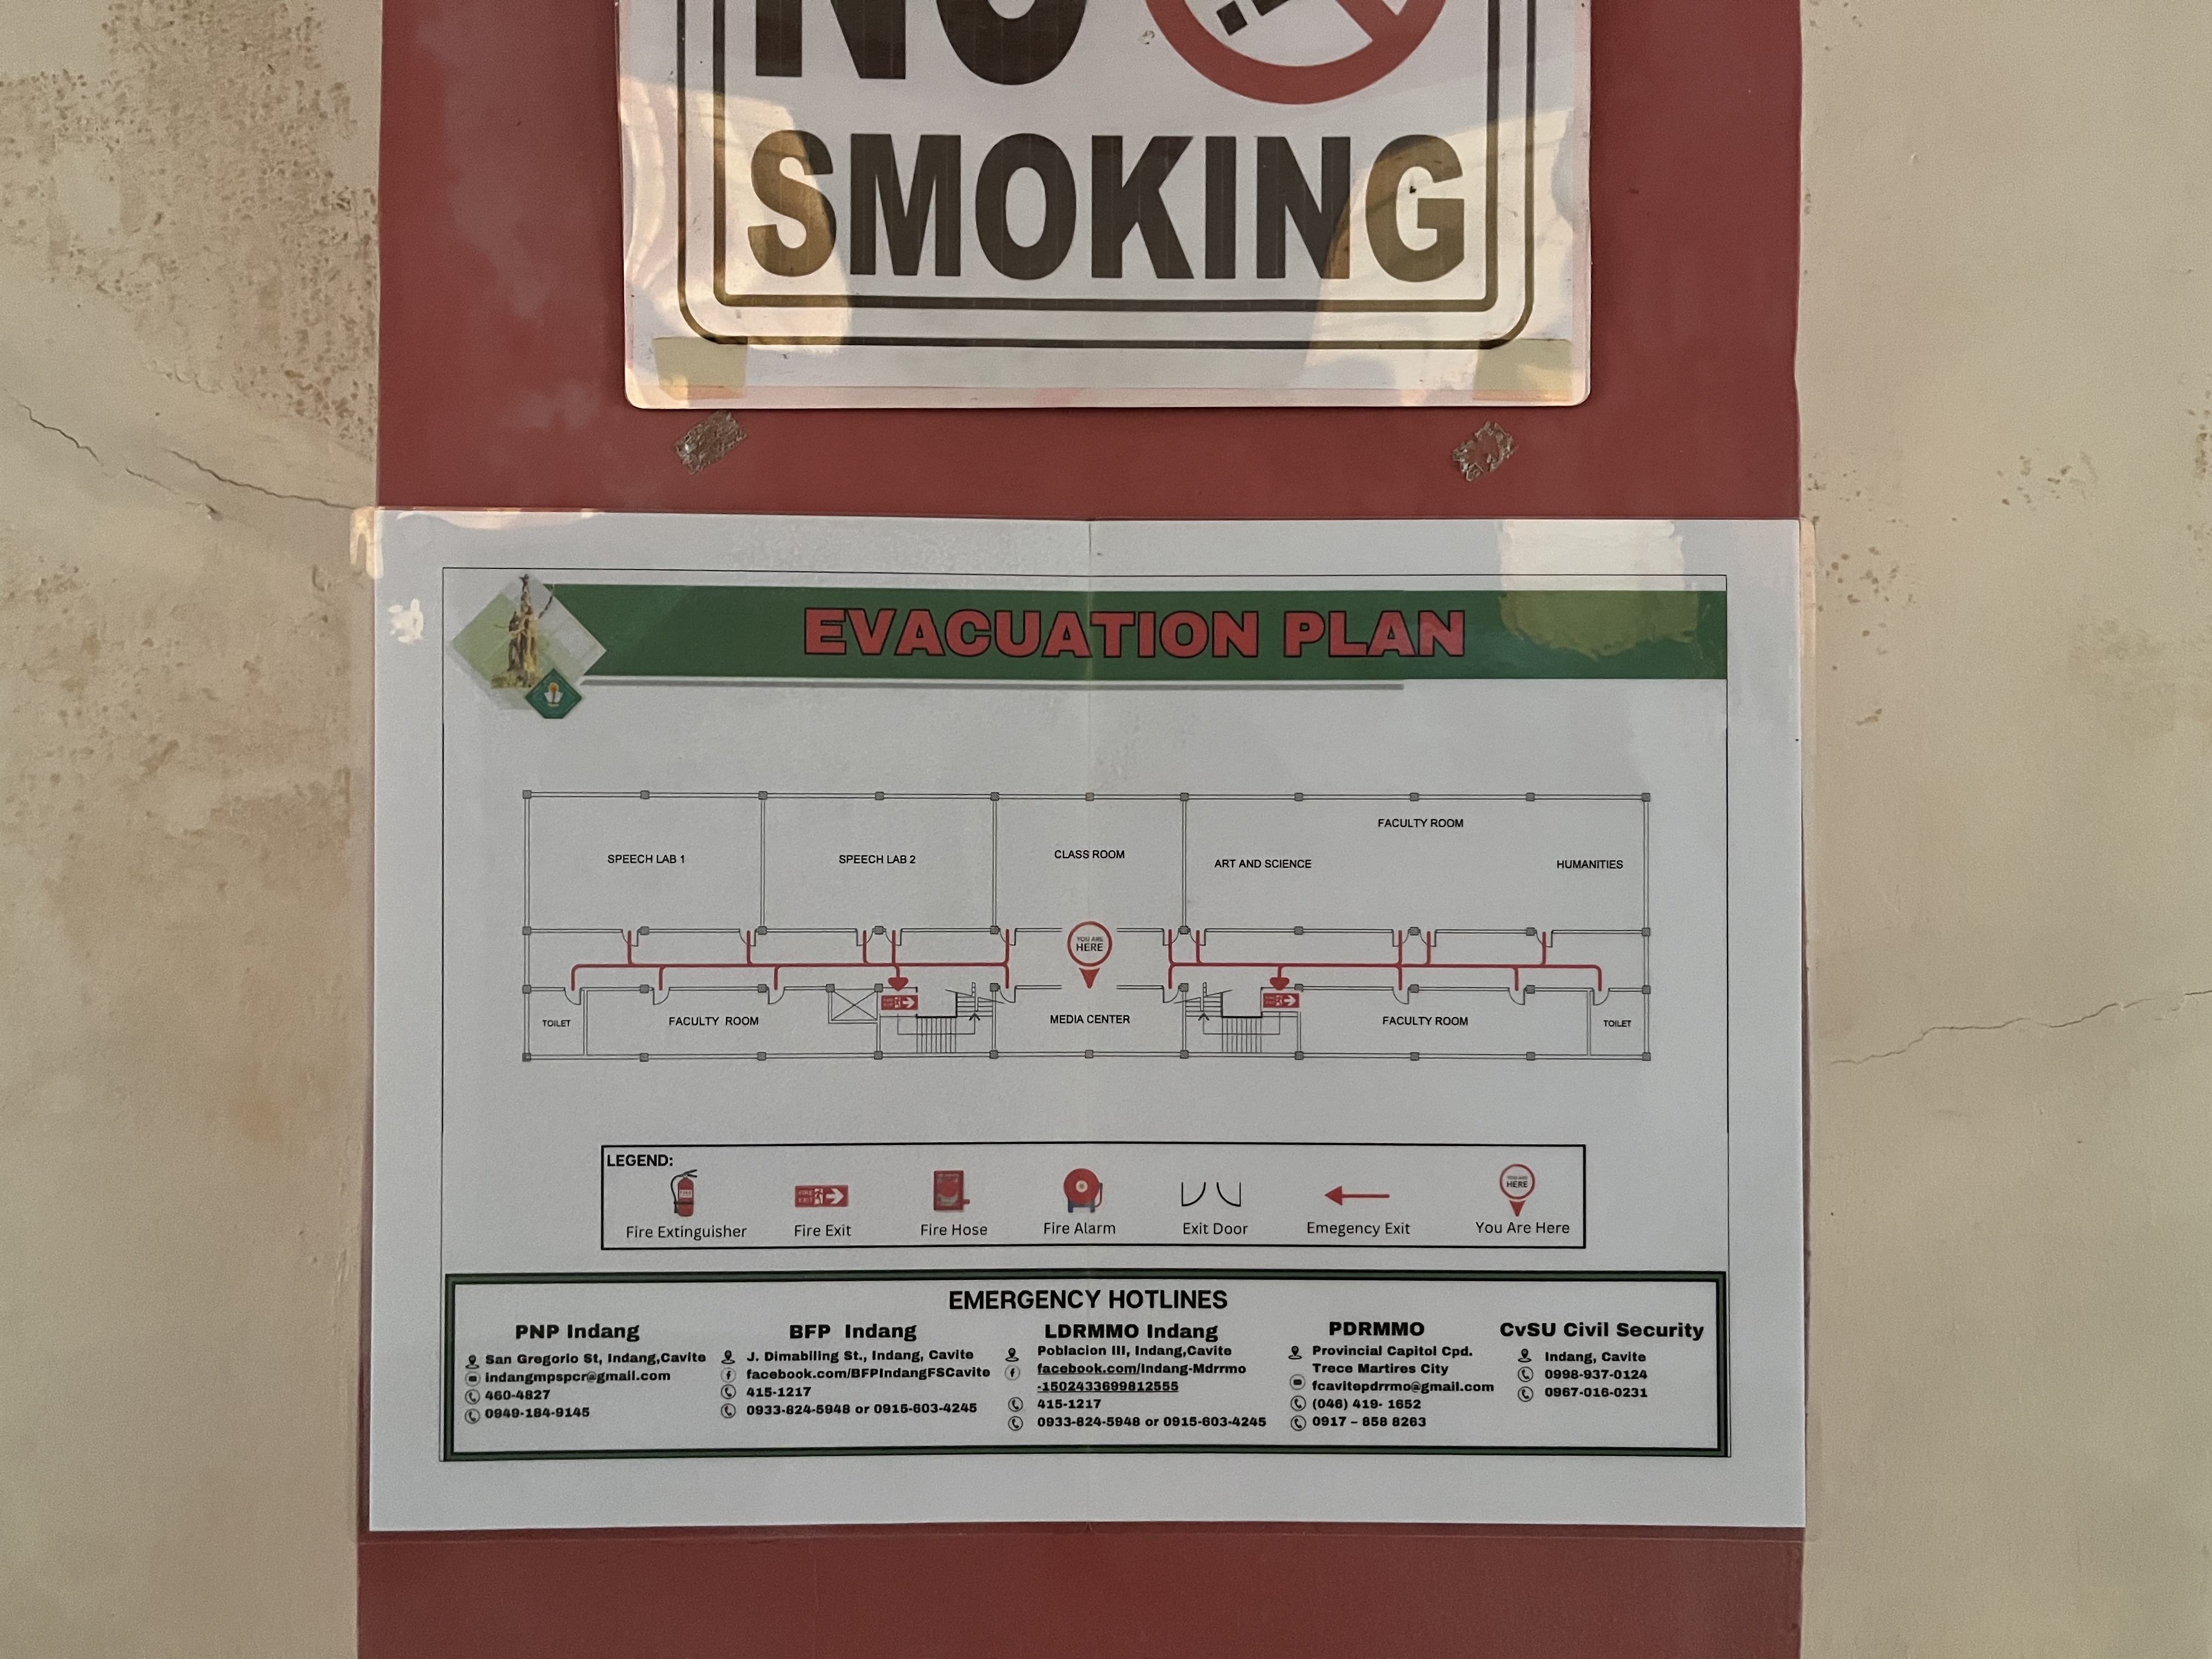 NO
SMOKING
EVACUATION PLAN
FACULTY ROOM
SPEECH LAB 1
SPEECH LAB 2
CLASS ROOM
ART AND SCIENCE
HUMANITIES
YOU ARE
HERE
TOILET
FACULTY ROOM
MEDIA CENTER
FACULTY ROOM
TOILET
LEGEND:
YOU ARE
HERE
Fire Extinguisher
Fire Exit
Fire Hose
Fire Alarm
Exit Door
Emegency Exit
You Are Here
EMERGENCY HOTLINES
PNP Indang
San Gregorio St, Indang,Cavite
indangmpspcr@gmail.com
460-4827
0949-184-9145
BFP Indang
J. Dimabiling St., Indang, Cavite
facebook.com/BFPIndangFSCavite
415-1217
0933-824-5948 or 0915-603-4245
LDRMMO Indang
Poblacion III, Indang,Cavite
facebook.com/Indang-Mdrrmo
-1502433699812555
415-1217
0933-824-5948 or 0915-603-4245
PDRMMO
Provincial Capitol Cpd.
Trece Martires City
fcavitepdrrmo@gmail.com
(046) 419- 1652
0917 – 858 8263
CvSU Civil Security
Indang, Cavite
0998-937-0124
0967-016-0231